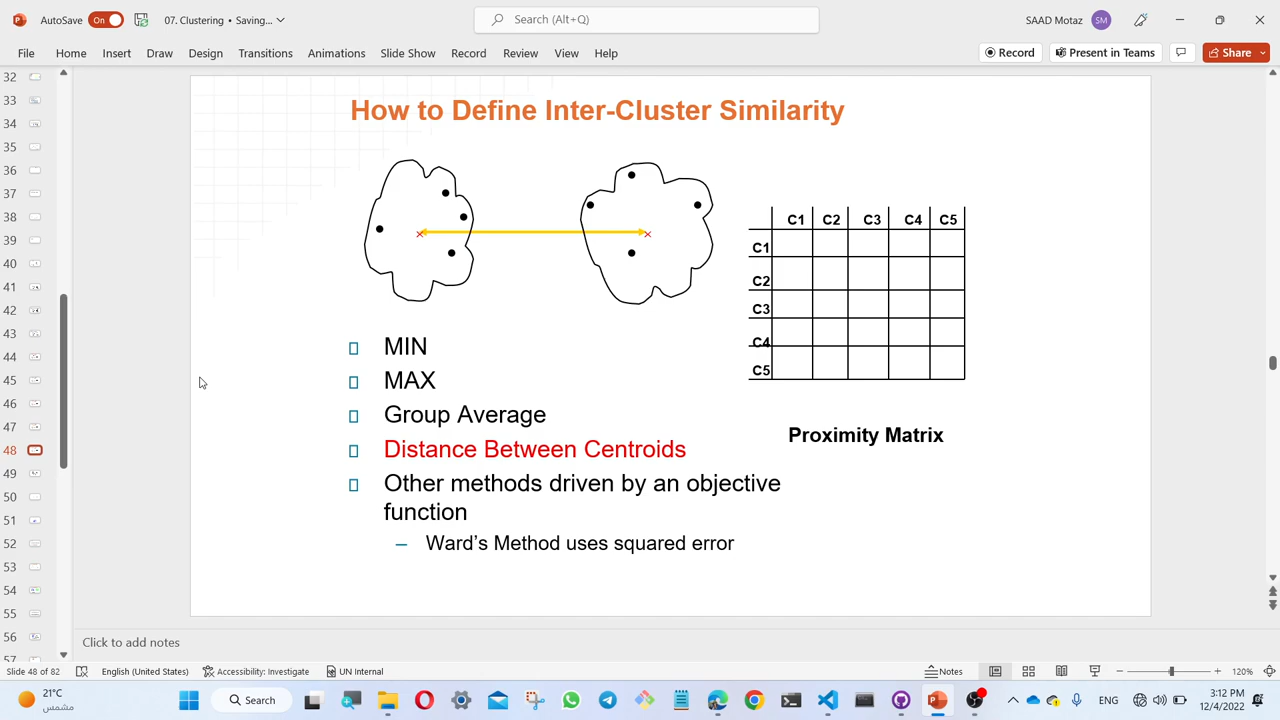 AutoSave On 07. Clustering • Saving... Search (Alt+Q) SAAD Motaz SM
File Home Insert Draw Design Transitions Animations Slide Show Record Review View Help Record Present in Teams Share
32
33
34
35
36
37
38
39
40
41
42
43
44
45
46
47
48
49
50
51
52
53
54
55
56
57
How to Define Inter-Cluster Similarity
C1 C2 C3 C4 C5
C1
C2
C3
C4
C5
Proximity Matrix
MIN
MAX
Group Average
Distance Between Centroids
Other methods driven by an objective
function
– Ward's Method uses squared error
Click to add notes
Slide 48 of 82 English (United States) Accessibility: Investigate UN Internal Notes 120%
21°C
مشمس
Search
ENG
3:12 PM
12/4/2022